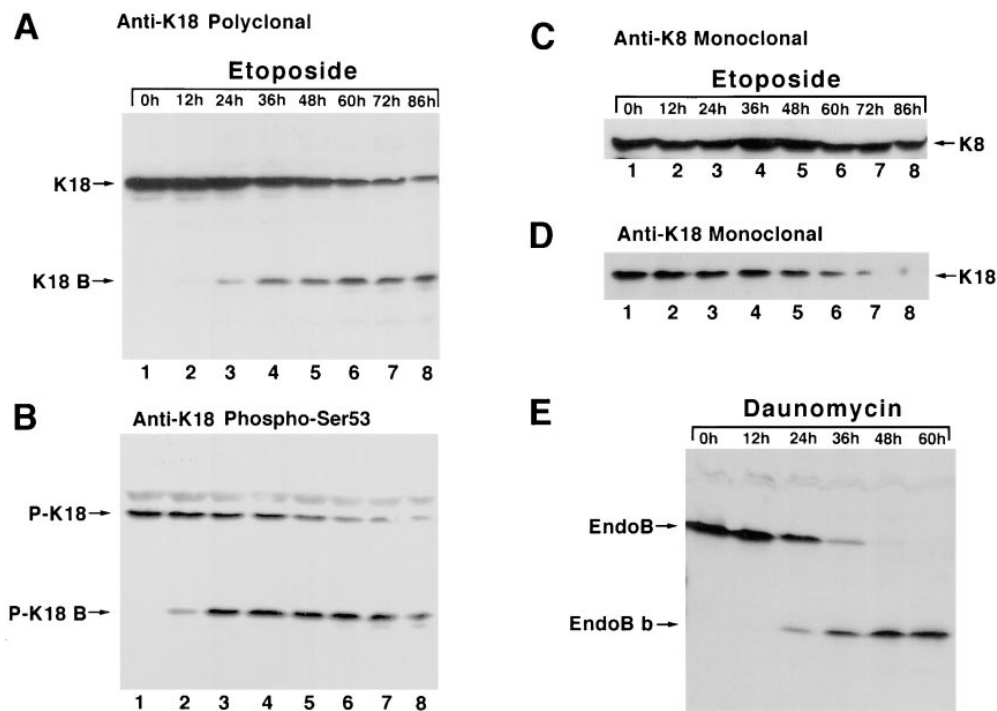 A
Anti-K18 Polyclonal
Etoposide
0h 12h 24h 36h 48h 60h 72h 86h
K18
K18 B
1 2 3 4 5 6 7 8
B
Anti-K18 Phospho-Ser53
P-K18
P-K18 B
1 2 3 4 5 6 7 8
C
Anti-K8 Monoclonal
Etoposide
0h 12h 24h 36h 48h 60h 72h 86h
K8
1 2 3 4 5 6 7 8
D
Anti-K18 Monoclonal
K18
1 2 3 4 5 6 7 8
E
Daunomycin
0h 12h 24h 36h 48h 60h
EndoB
EndoB b